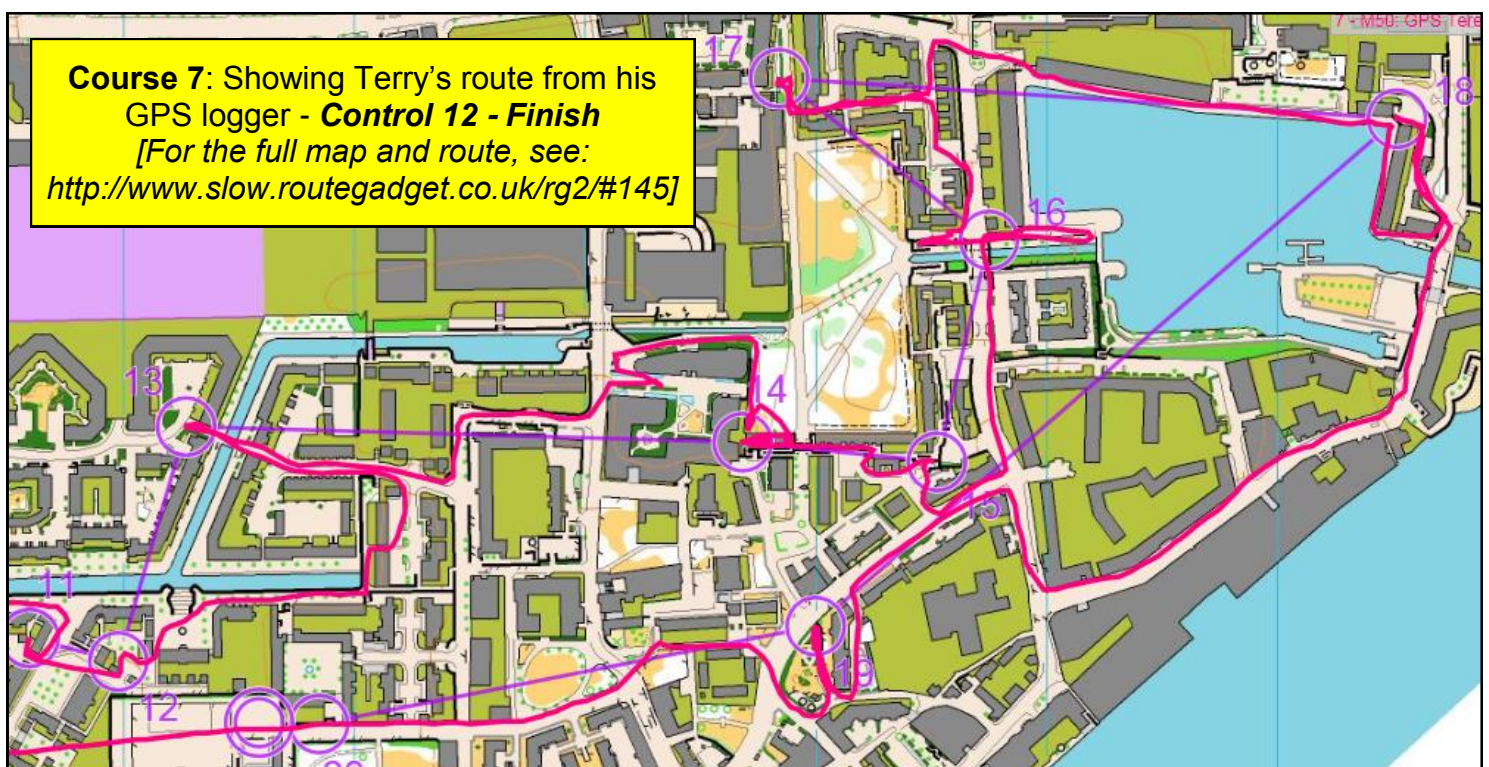 7 - M50: GPS Tere
Course 7: Showing Terry's route from his
GPS logger - Control 12 - Finish
[For the full map and route, see:
http://www.slow.routegadget.co.uk/rg2/#145]
17
18
16
13
14
15
11
19
12
20